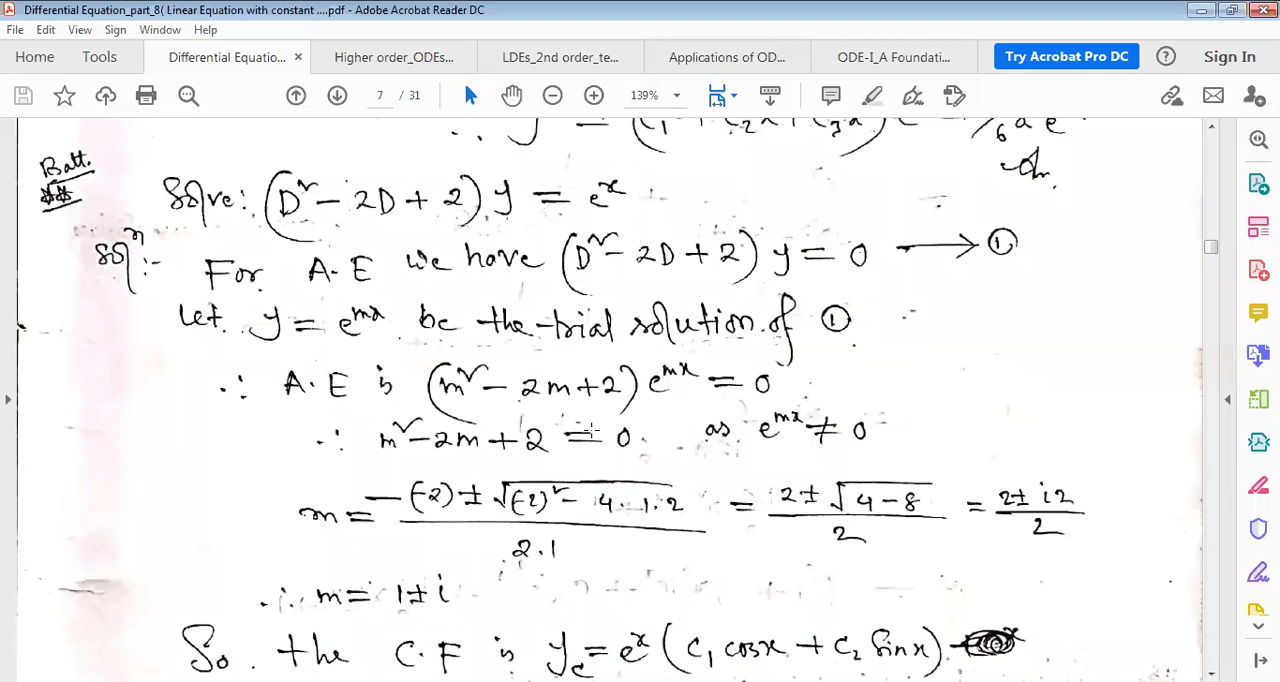 Differential Equation_part_8( Linear Equation with constant ....pdf - Adobe Acrobat Reader DC
File Edit View Sign Window Help
Home Tools Differential Equatio... × Higher order_ODEs... LDEs_2nd order_te... Applications of OD... ODE-I_A Foundati... Try Acrobat Pro DC Sign In
7 / 31 139%
Solve: (D² - 2D + 2) y = eˣ
Solⁿ:- For A.E we have (D² - 2D + 2) y = 0 → ①
Let y = eᵐˣ be the trial solution of ①
∴ A.E is (m² - 2m + 2) eᵐˣ = 0
∴ m² - 2m + 2 = 0 as eᵐˣ ≠ 0
m = -(-2) ± √(-2)² - 4.1.2 / 2.1 = 2 ± √4 - 8 / 2 = 2 ± i2 / 2
∴ m = 1 ± i
So the C.F is y_c = eˣ (c₁ cosx + c₂ sinx)